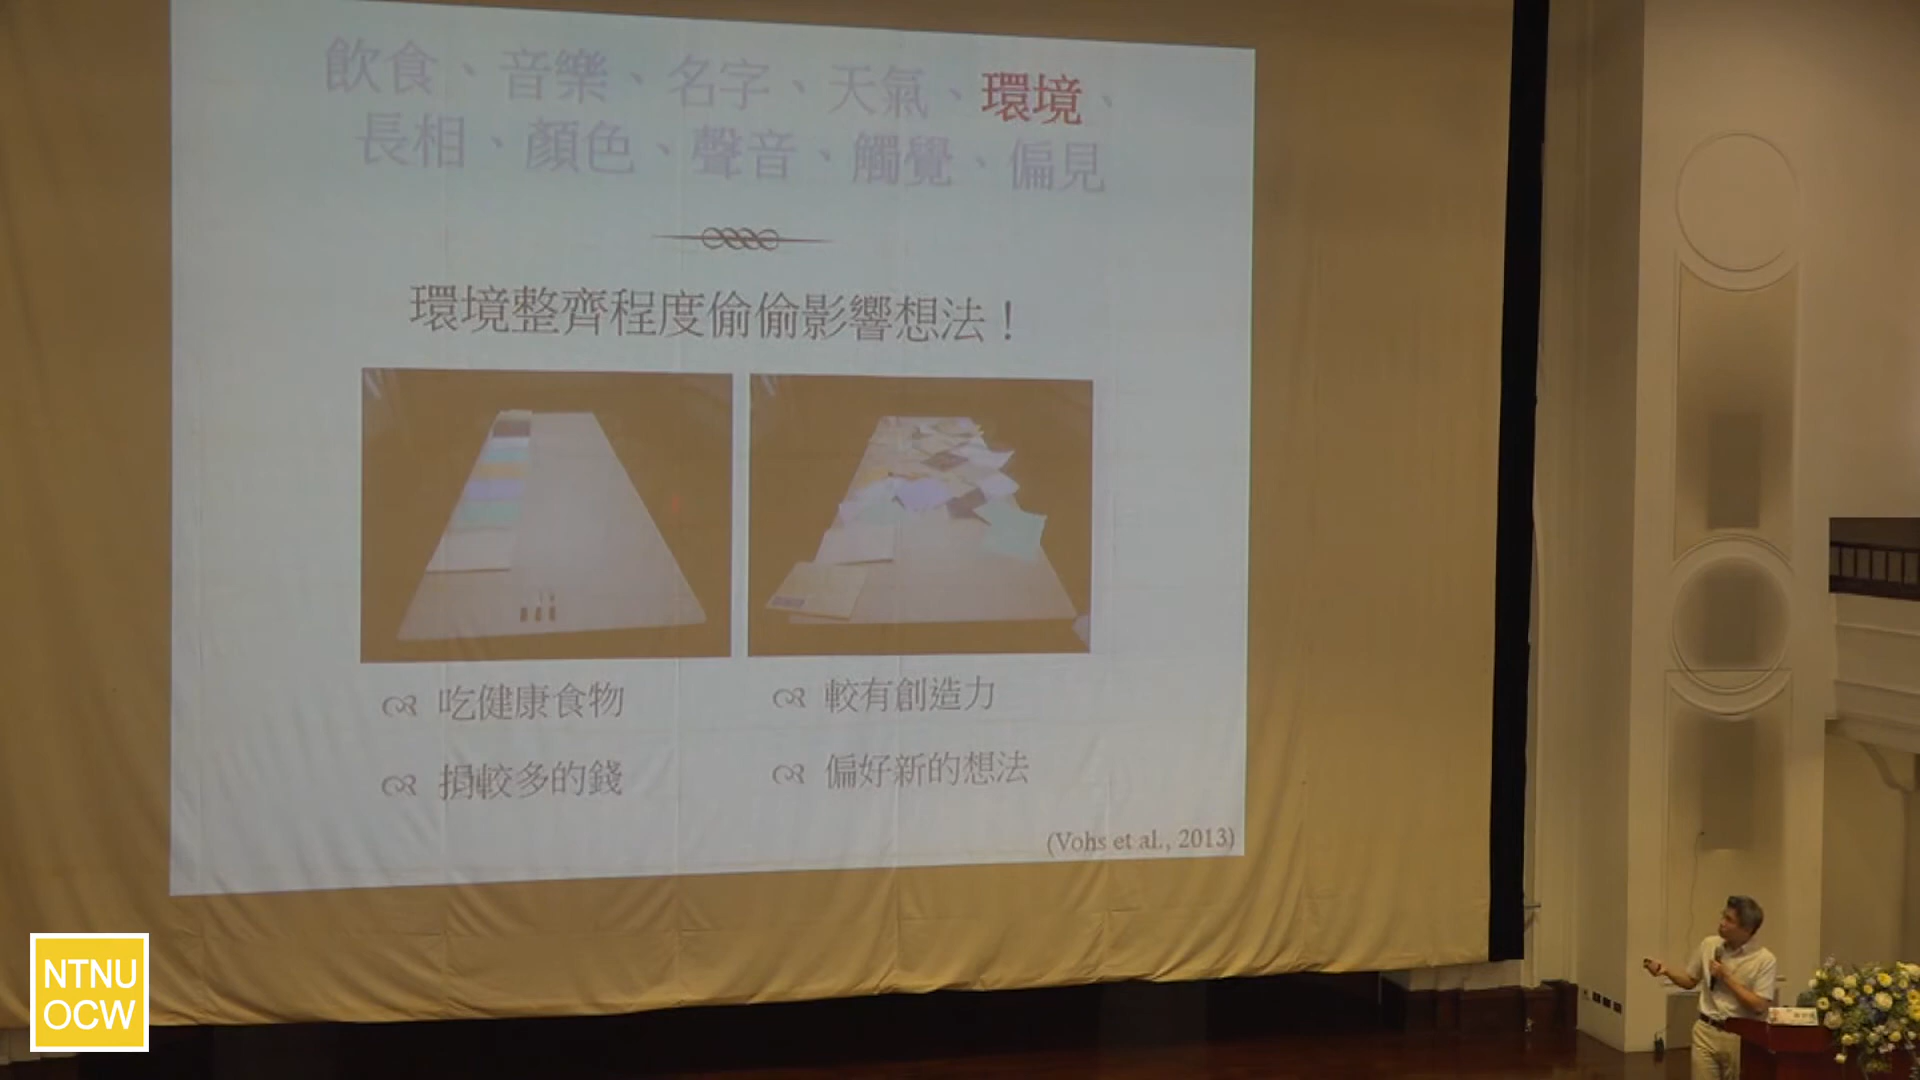 飲食、音樂、名字、天氣、環境、
長相、顏色、聲音、觸覺、偏見
環境整齊程度偷偷影響想法！
吃健康食物
捐較多的錢
較有創造力
偏好新的想法
(Vohs et al., 2013)
NTNU
OCW